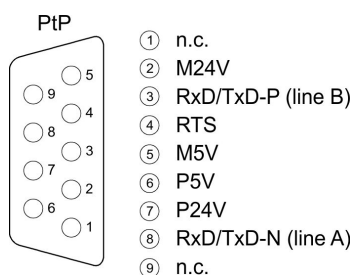 PtP
5
9
4
8
3
7
2
6
1
1 n.c.
2 M24V
3 RxD/TxD-P (line B)
4 RTS
5 M5V
6 P5V
7 P24V
8 RxD/TxD-N (line A)
9 n.c.